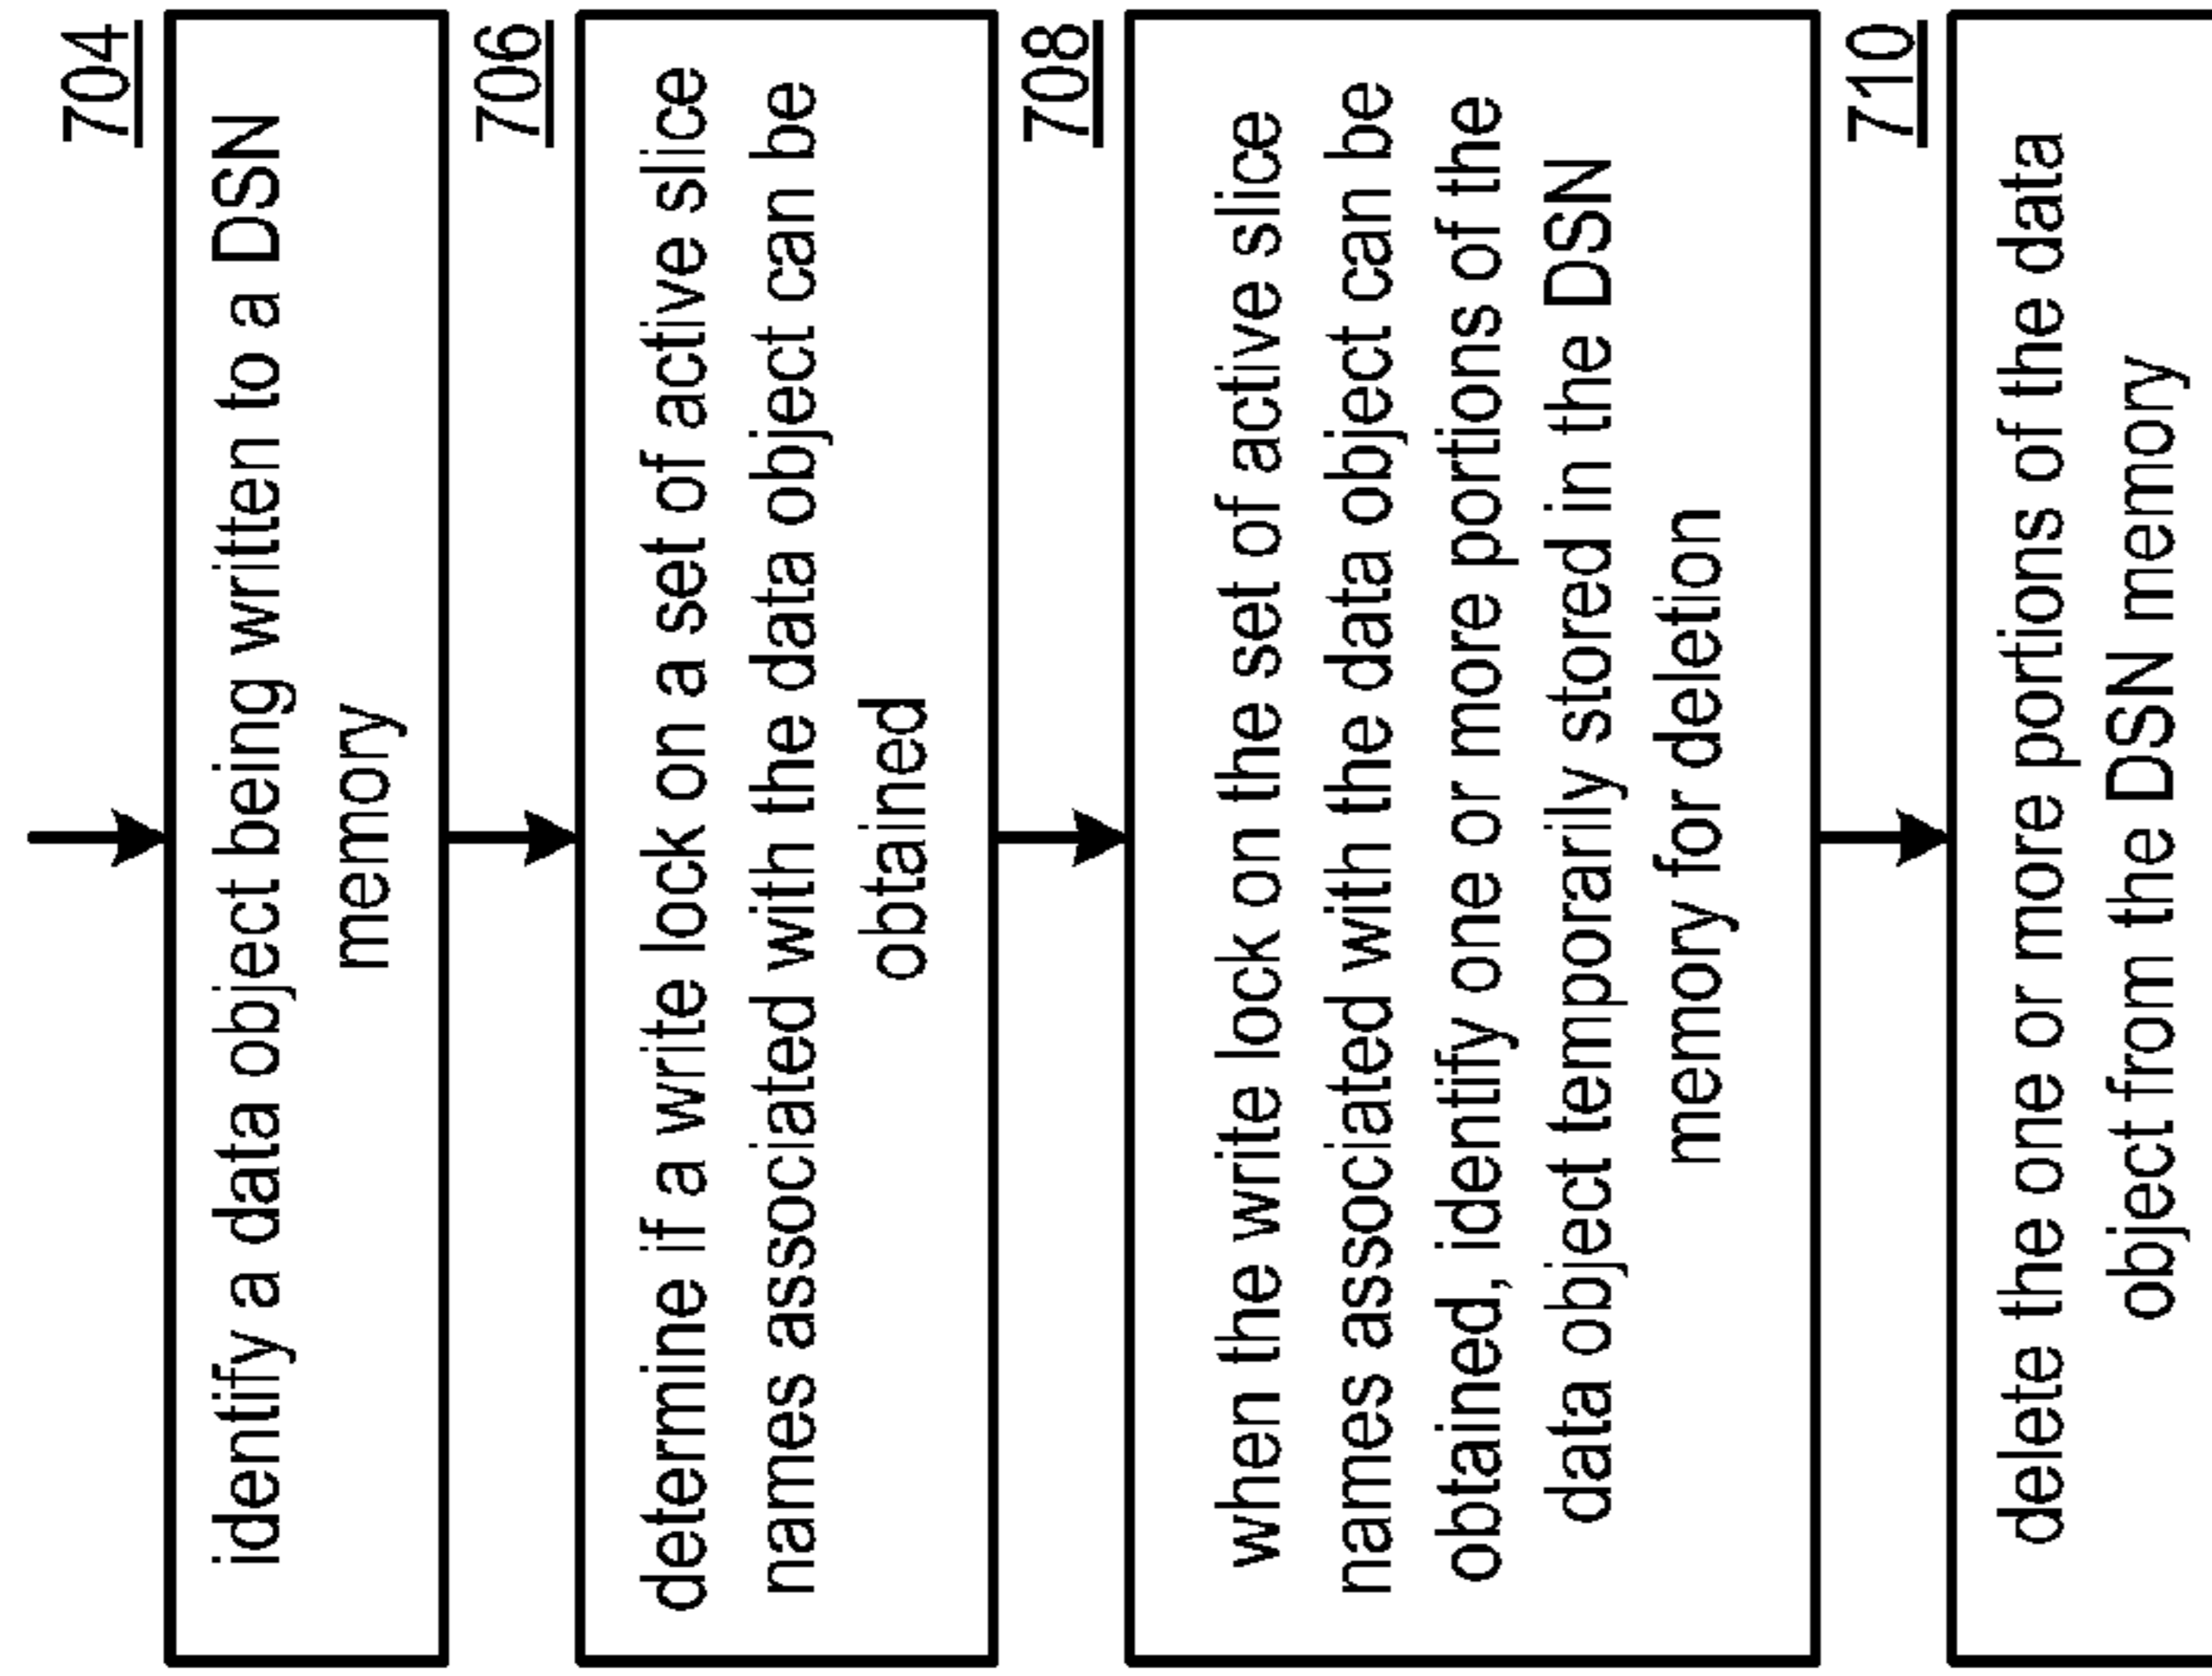 704
identify a data object being written to a DSN
memory
706
determine if a write lock on a set of active slice
names associated with the data object can be
obtained
708
when the write lock on the set of active slice
names associated with the data object can be
obtained, identify one or more portions of the
data object temporarily stored in the DSN
memory for deletion
710
delete the one or more portions of the data
object from the DSN memory